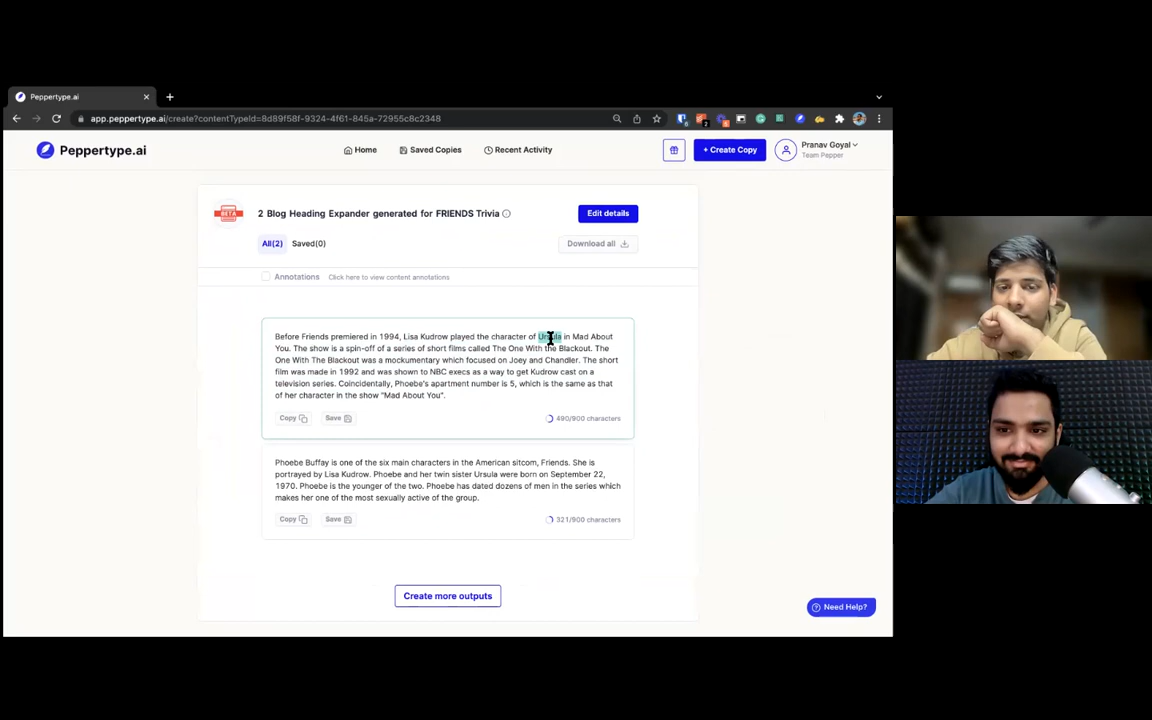 Peppertype.ai
app.peppertype.ai/create?contentTypeId=8d89f58f-9324-4f61-845a-72955c8c2348
Peppertype.ai
Home
Saved Copies
Recent Activity
+ Create Copy
Pranav Goyal
Team Pepper
BETA
2 Blog Heading Expander generated for FRIENDS Trivia
Edit details
All(2)
Saved(0)
Download all
Annotations
Click here to view content annotations
Before Friends premiered in 1994, Lisa Kudrow played the character of Ursula in Mad About
You. The show is a spin-off of a series of short films called The One With the Blackout. The
One With The Blackout was a mockumentary which focused on Joey and Chandler. The short
film was made in 1992 and was shown to NBC execs as a way to get Kudrow cast on a
television series. Coincidentally, Phoebe's apartment number is 5, which is the same as that
of her character in the show "Mad About You".
Copy
Save
490/900 characters
Phoebe Buffay is one of the six main characters in the American sitcom, Friends. She is
portrayed by Lisa Kudrow. Phoebe and her twin sister Ursula were born on September 22,
1970. Phoebe is the younger of the two. Phoebe has dated dozens of men in the series which
makes her one of the most sexually active of the group.
Copy
Save
321/900 characters
Create more outputs
Need Help?